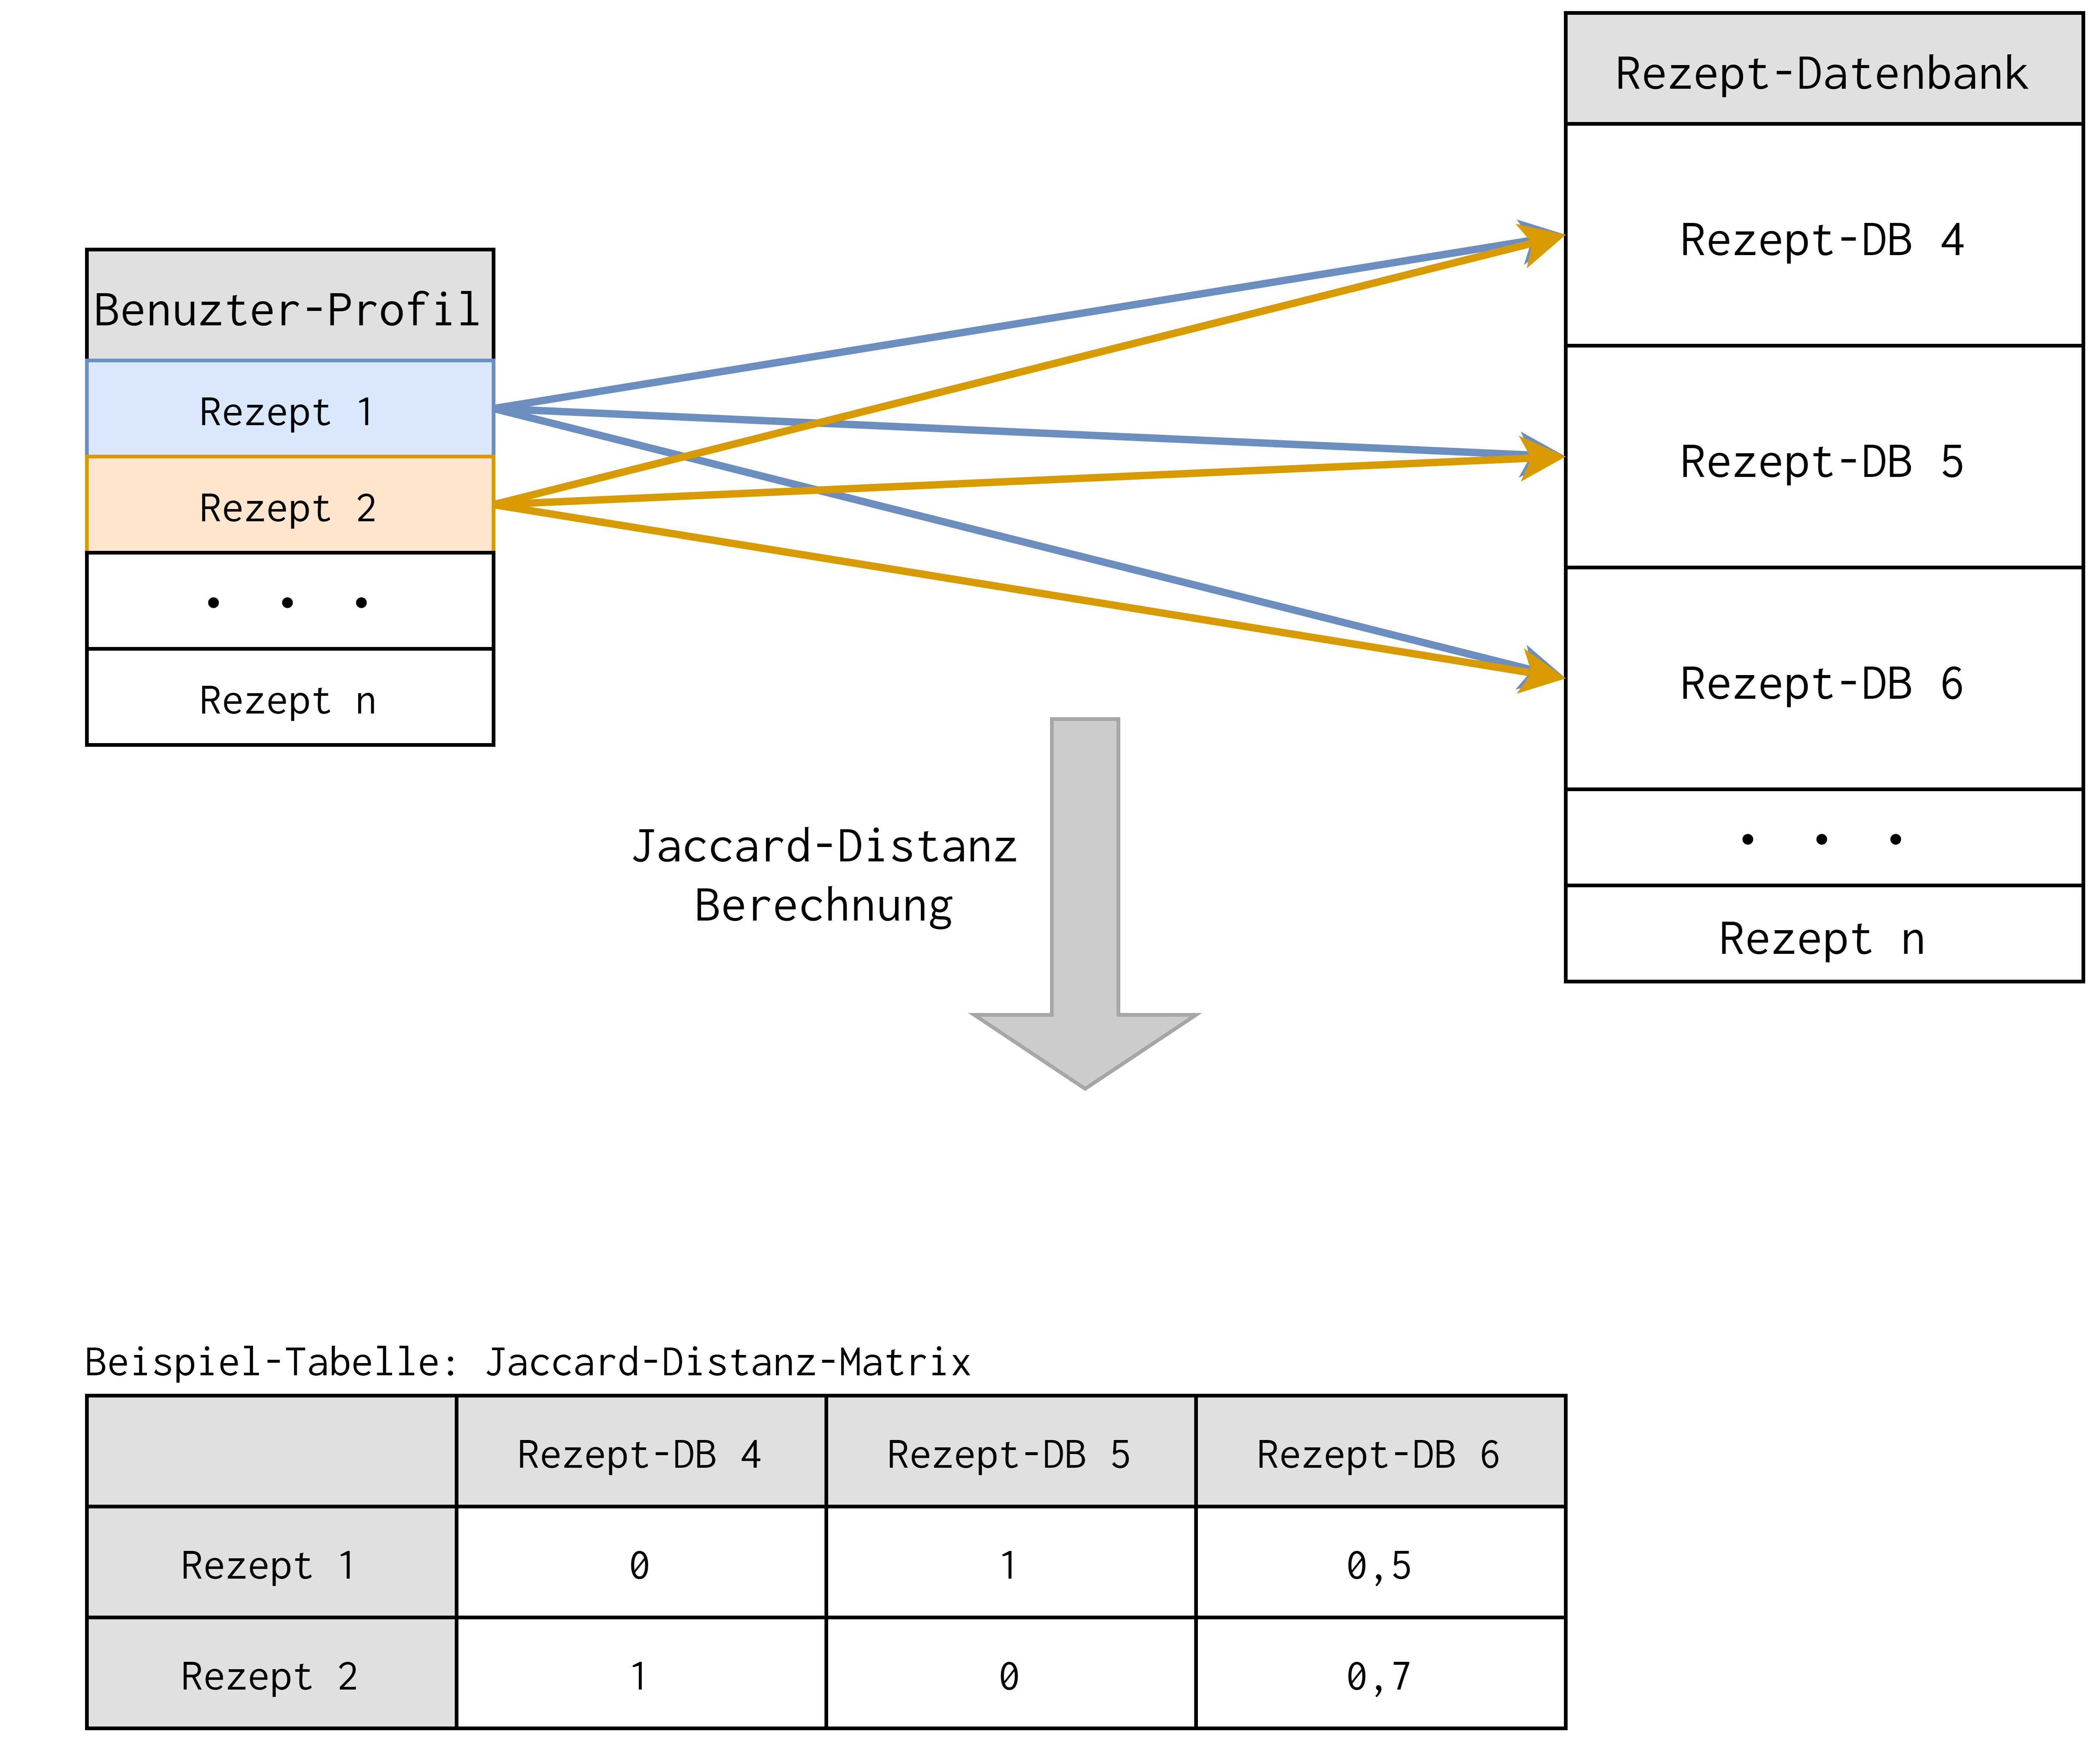 Rezept-Datenbank
Rezept-DB 4
Rezept-DB 5
Rezept-DB 6
. . .
Rezept n
Benuzter-Profil
Rezept 1
Rezept 2
. . .
Rezept n
Jaccard-Distanz
Berechnung
Beispiel-Tabelle: Jaccard-Distanz-Matrix
Rezept-DB 4 Rezept-DB 5 Rezept-DB 6
Rezept 1 0 1 0,5
Rezept 2 1 0 0,7